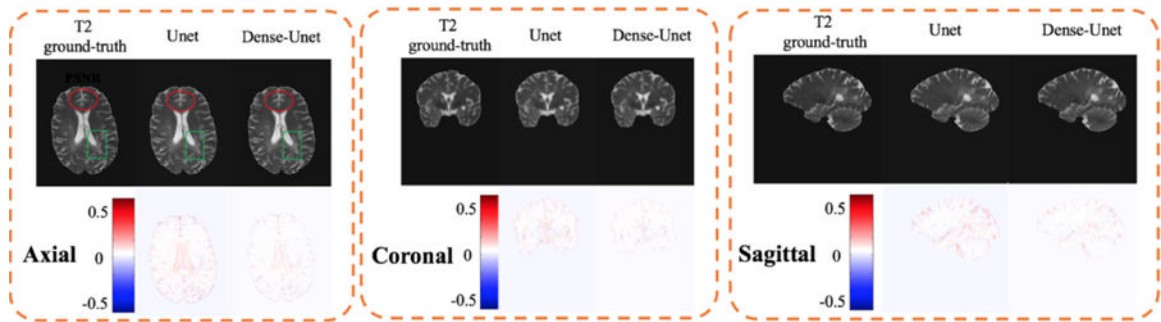 T2
ground-truth
Unet
Dense-Unet
PSNR
0.5
0
-0.5
Axial
T2
ground-truth
Unet
Dense-Unet
0.5
0
-0.5
Coronal
T2
ground-truth
Unet
Dense-Unet
0.5
0
-0.5
Sagittal